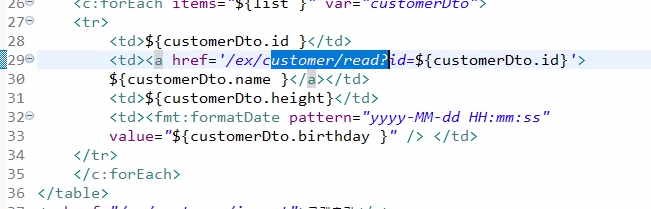 26 <c:forEach items="${list }" var="customerDto">
27 <tr>
28 <td>${customerDto.id }</td>
29 <td><a href='/ex/customer/read?id=${customerDto.id}'>
30 ${customerDto.name }</a></td>
31 <td>${customerDto.height}</td>
32 <td><fmt:formatDate pattern="yyyy-MM-dd HH:mm:ss"
33 value="${customerDto.birthday }" /> </td>
34 </tr>
35 </c:forEach>
36 </table>